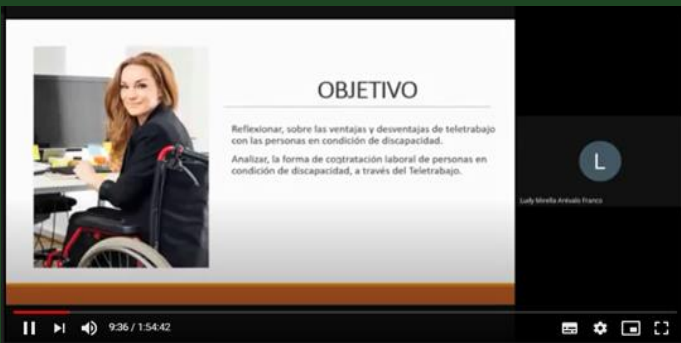 OBJETIVO
Reflexionar, sobre las ventajas y desventajas de teletrabajo
con las personas en condición de discapacidad.
Analizar, la forma de contratación laboral de personas en
condición de discapacidad, a través del Teletrabajo.
L
Ludy Mirella Arévalo Franco
9:36 / 1:54:42